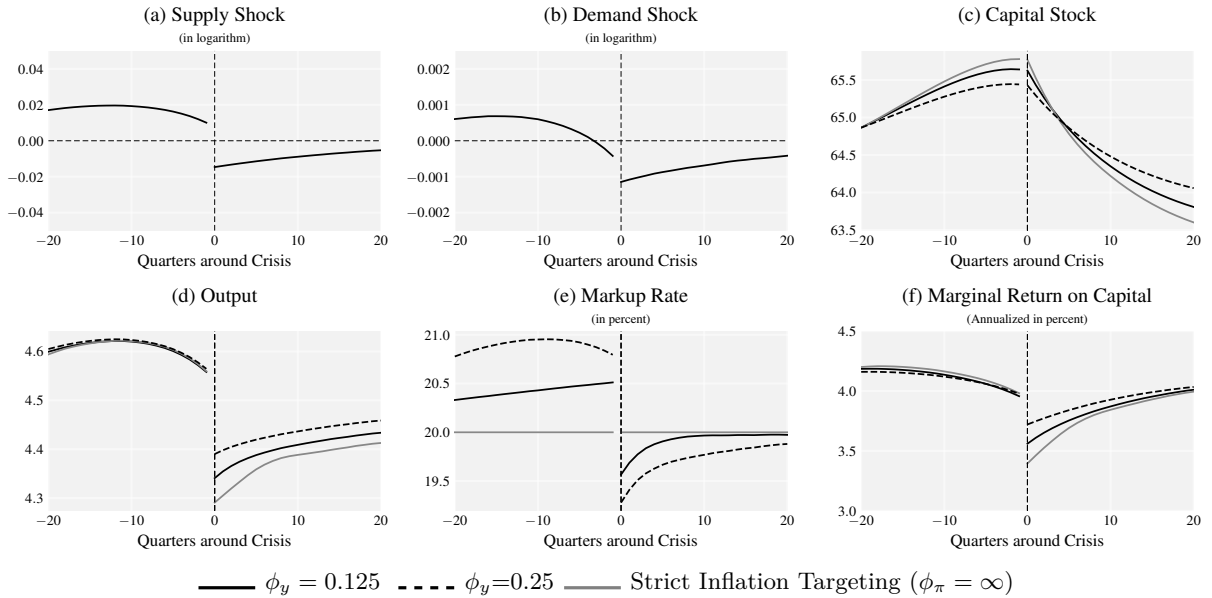 (a) Supply Shock
(in logarithm)
0.04
0.02
0.00
−0.02
−0.04
−20 −10 0 10 20
Quarters around Crisis
(b) Demand Shock
(in logarithm)
0.002
0.001
0.000
−0.001
−0.002
−20 −10 0 10 20
Quarters around Crisis
(c) Capital Stock
65.5
65.0
64.5
64.0
63.5
−20 −10 0 10 20
Quarters around Crisis
(d) Output
4.6
4.5
4.4
4.3
−20 −10 0 10 20
Quarters around Crisis
(e) Markup Rate
(in percent)
21.0
20.5
20.0
19.5
−20 −10 0 10 20
Quarters around Crisis
(f) Marginal Return on Capital
(Annualized in percent)
4.5
4.0
3.5
3.0
−20 −10 0 10 20
Quarters around Crisis
ϕ_y = 0.125 ϕ_y=0.25 Strict Inflation Targeting (ϕ_π = ∞)